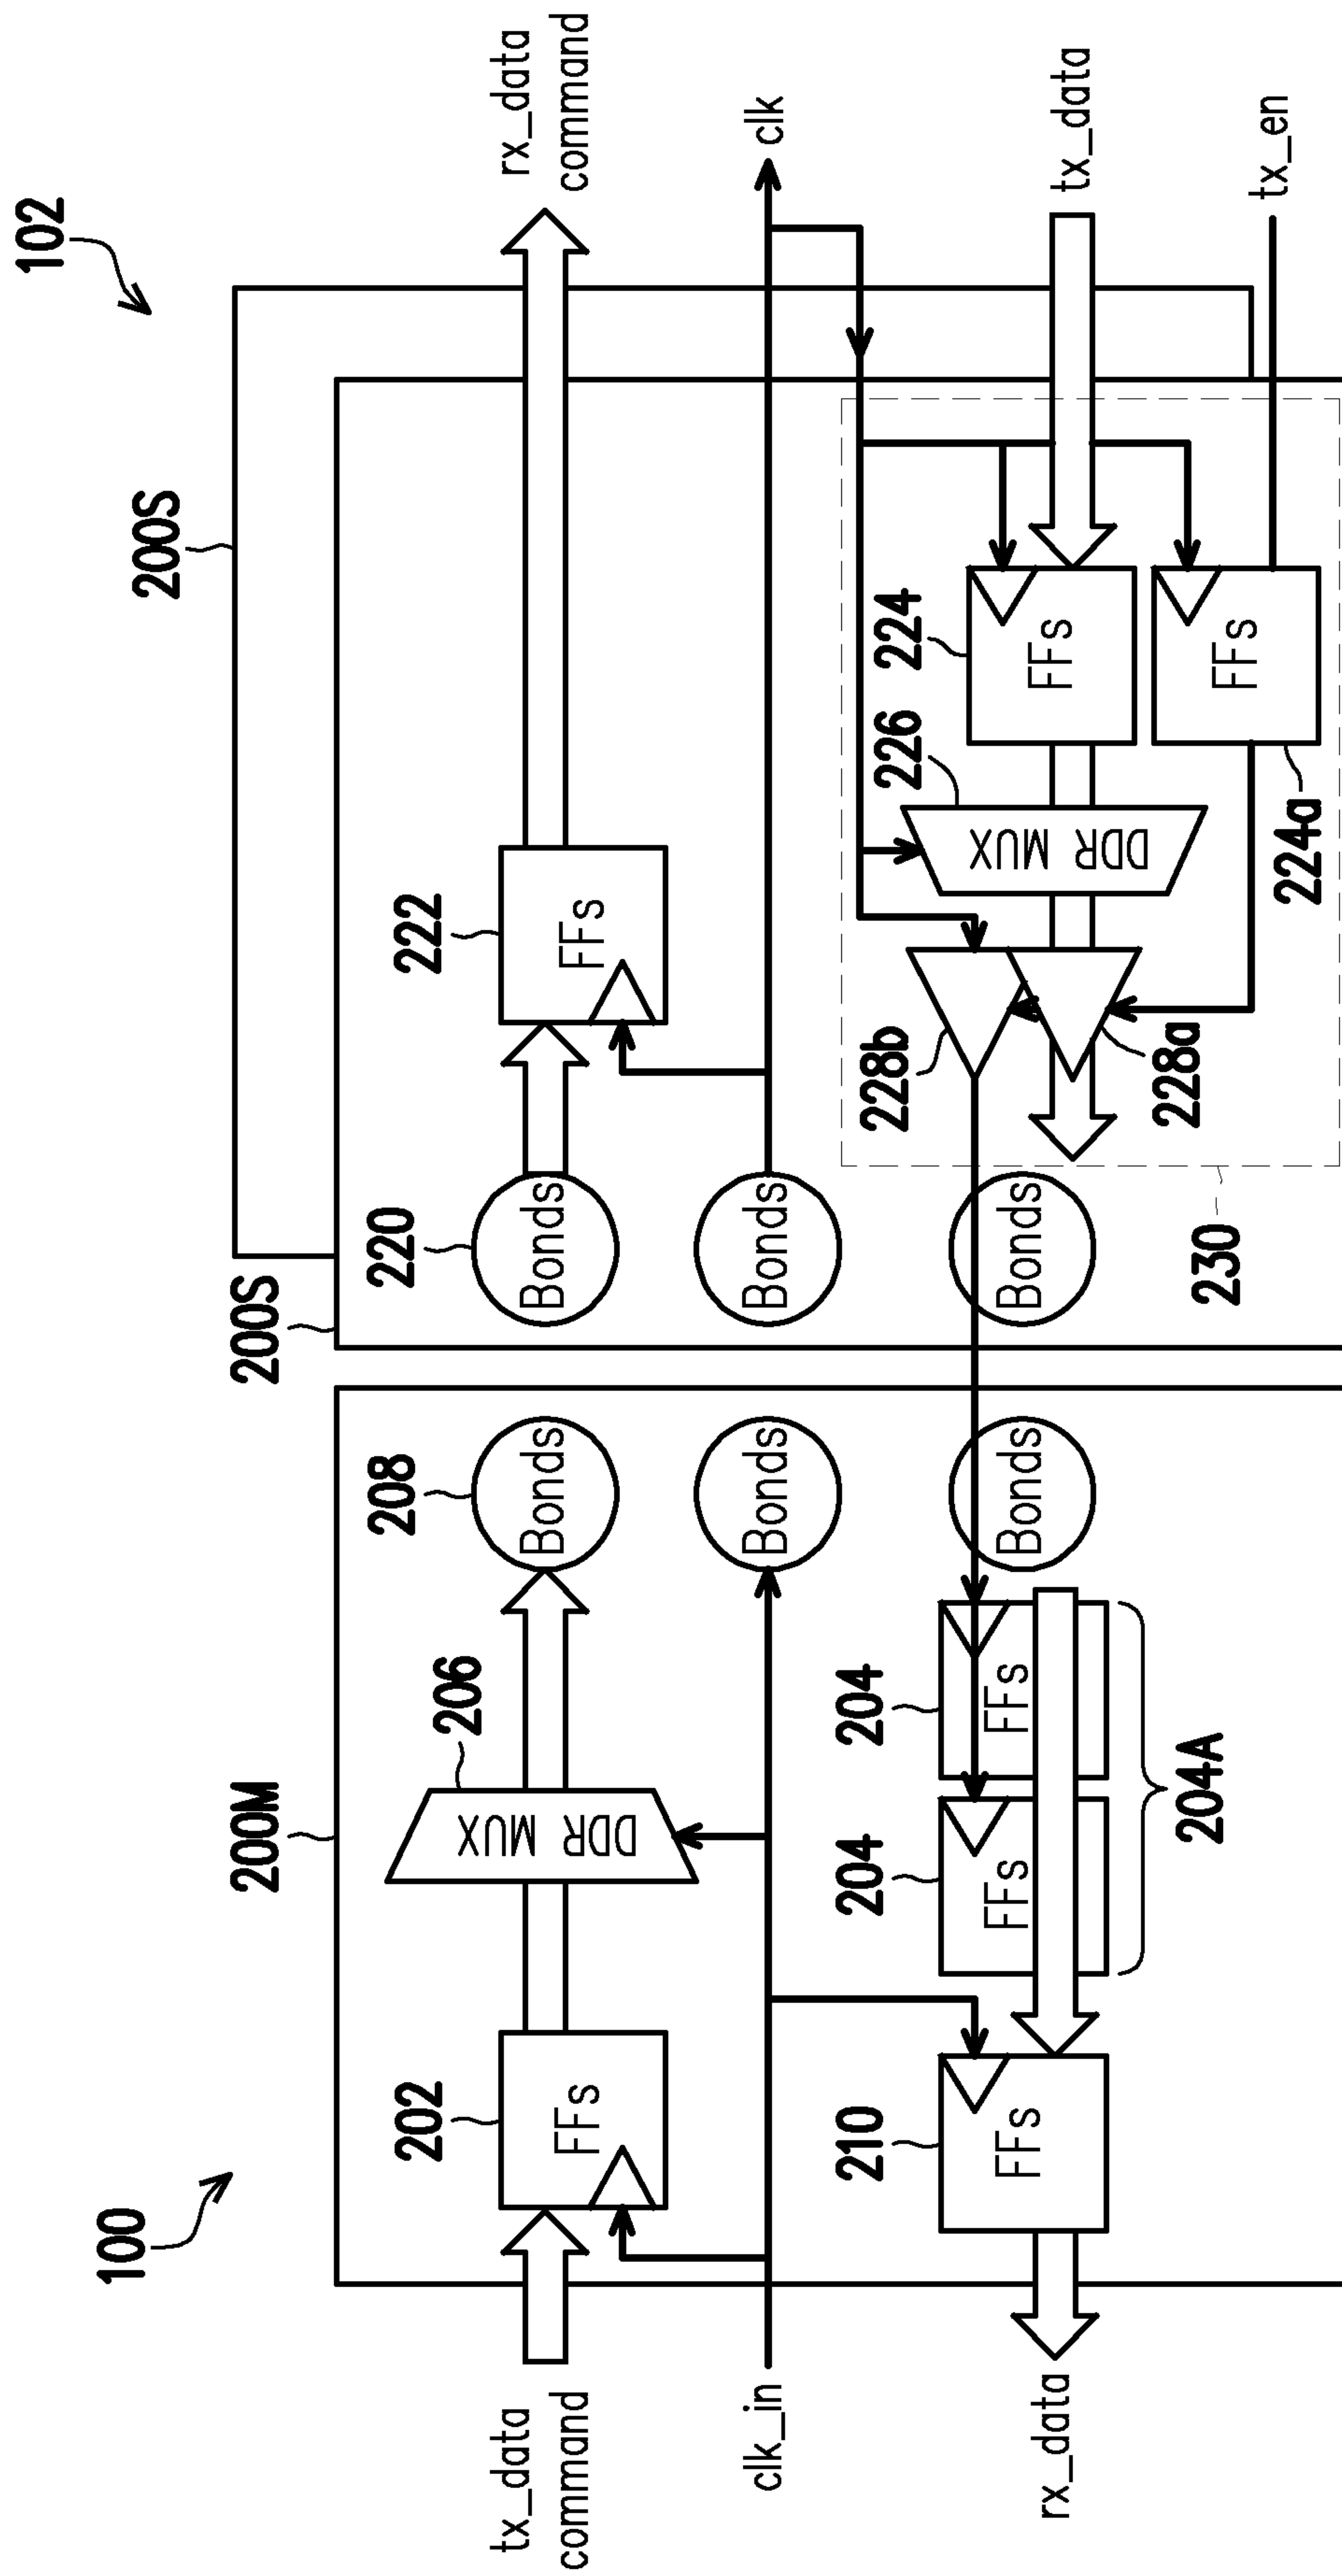 100
102
200M
200S
200S
202
206
208
220
222
tx_data
command
FFs
DDR MUX
Bonds
Bonds
FFs
rx_data
command
clk_in
Bonds
Bonds
clk
210
204
204
228b
226
224
FFs
FFs
FFs
Bonds
Bonds
DDR MUX
FFs
tx_data
rx_data
204A
228a
FFs
tx_en
230
224a